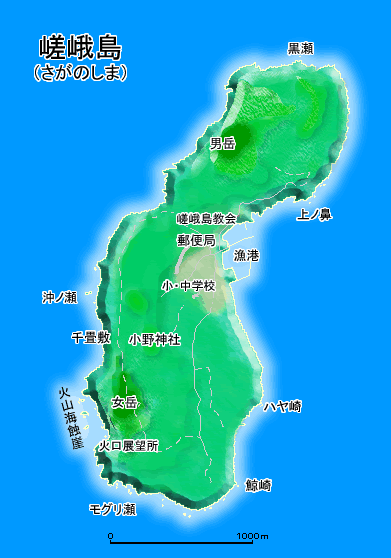 嵯峨島
(さがのしま)
黒瀬
男岳
上ノ鼻
嵯峨島教会
郵便局
漁港
小・中学校
沖ノ瀬
千畳敷
小野神社
火山海蝕崖
女岳
ハヤ崎
火口展望所
鯨崎
モグリ瀬
0 1000m